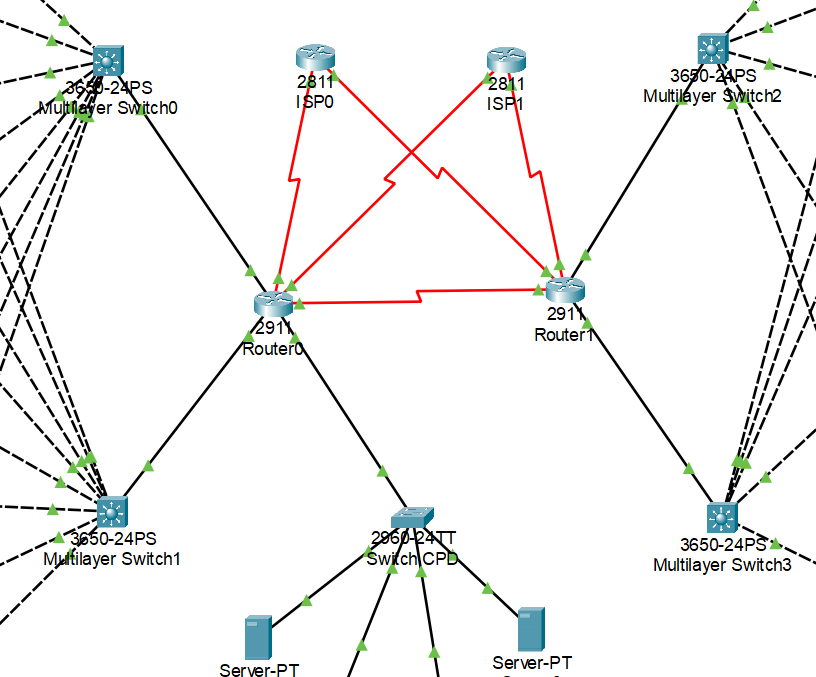 2811
ISP0
2811
ISP1
3650-24PS
Multilayer Switch0
3650-24PS
Multilayer Switch2
2911
Router0
2911
Router1
3650-24PS
Multilayer Switch1
2960-24TT
Switch CPD
3650-24PS
Multilayer Switch3
Server-PT
Server-PT